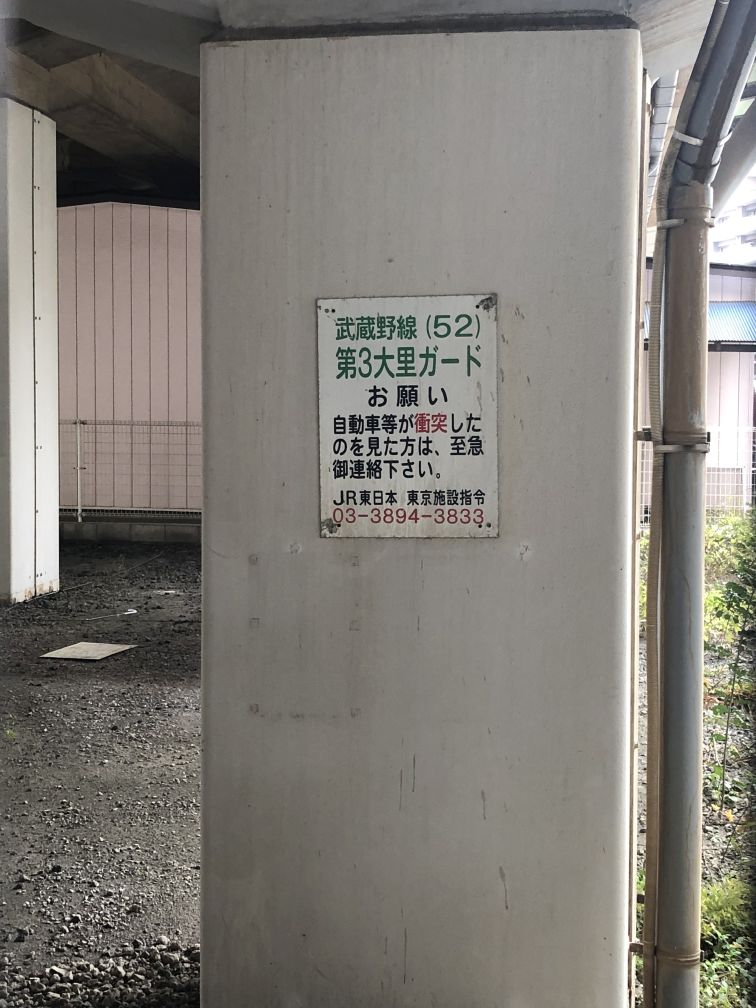 武蔵野線(52)
第3大里ガード
お願い
自動車等が衝突した
のを見た方は、至急
御連絡下さい。
JR東日本 東京施設指令
03-3894-3833